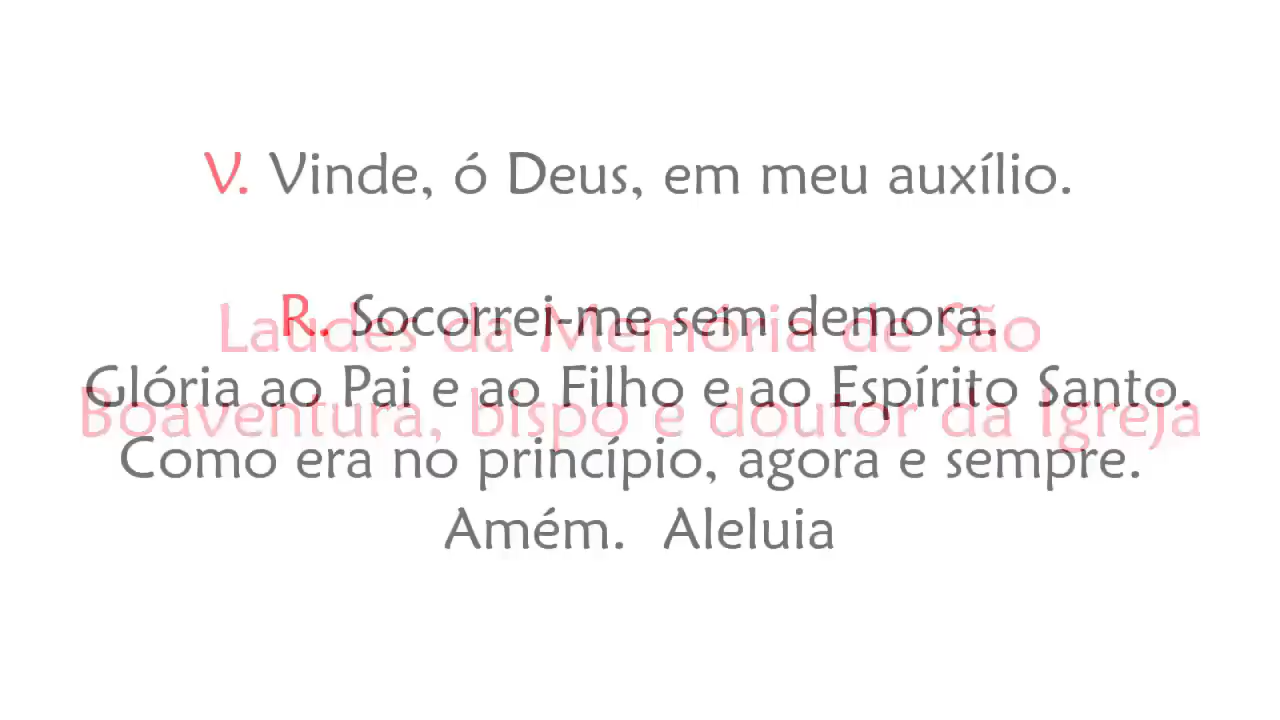 V. Vinde, ó Deus, em meu auxílio.
R. Socorrei-me sem demora.
Laudes da Memória de São
Glória ao Pai e ao Filho e ao Espírito Santo.
Boaventura, bispo e doutor da Igreja
Como era no princípio, agora e sempre.
Amém. Aleluia